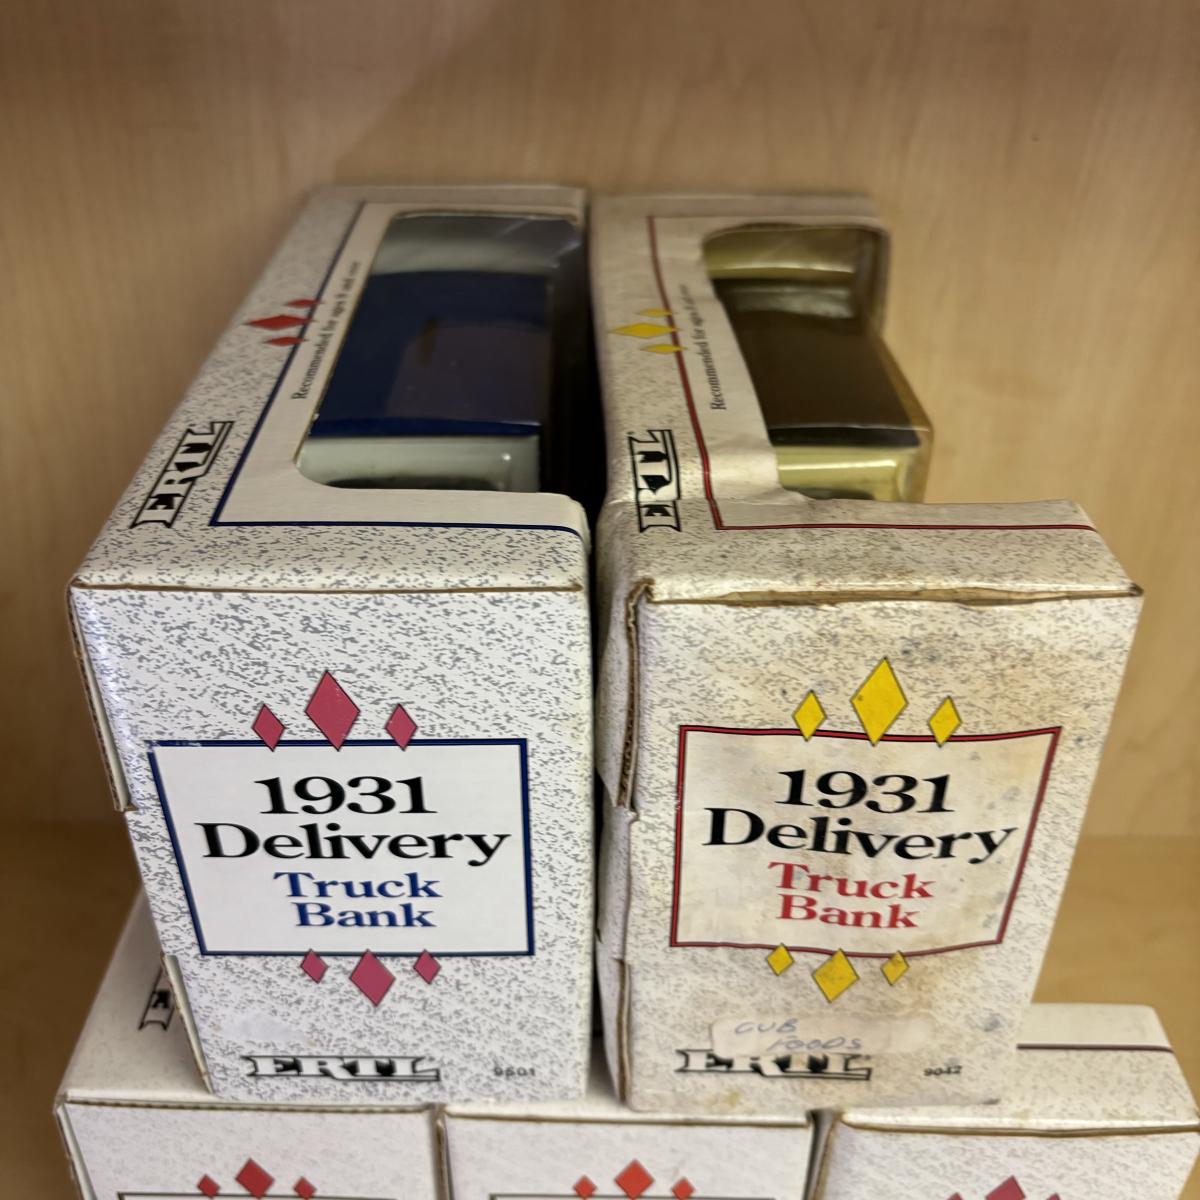 Recommended for ages 8 and over
ERTL
1931
Delivery
Truck
Bank
ERTL
9501
Recommended for ages 8 and over
ERTL
1931
Delivery
Truck
Bank
CUB
FOODS
ERTL
9042